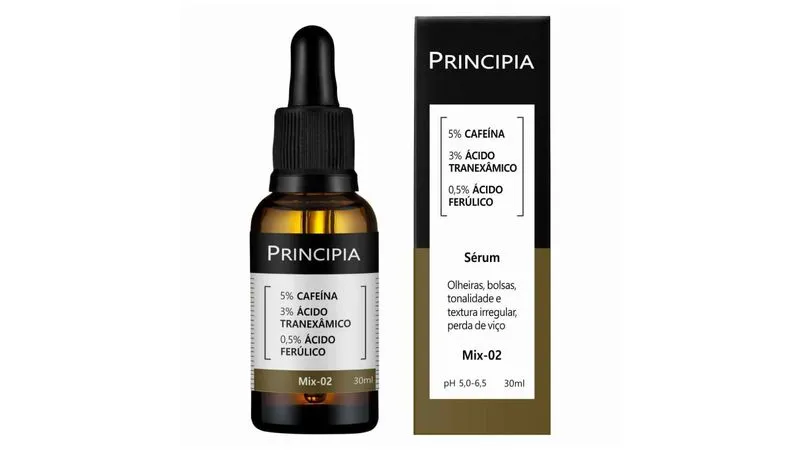 PRINCIPIA
5% CAFEÍNA
3% ÁCIDO
TRANEXÂMICO
0,5% ÁCIDO
FERÚLICO
Mix-02 30ml
PRINCIPIA
5% CAFEÍNA
3% ÁCIDO
TRANEXÂMICO
0,5% ÁCIDO
FERÚLICO
Sérum
Olheiras, bolsas,
tonalidade e
textura irregular,
perda de viço
Mix-02
pH 5,0-6,5 30ml